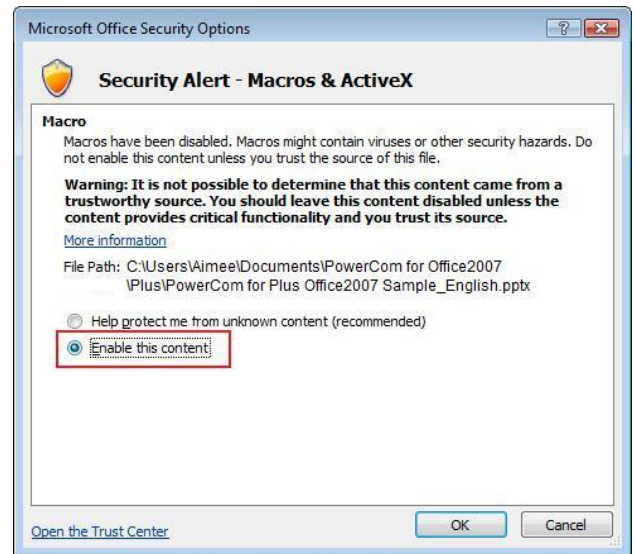 Microsoft Office Security Options
Security Alert - Macros & ActiveX
Macro
Macros have been disabled. Macros might contain viruses or other security hazards. Do
not enable this content unless you trust the source of this file.
Warning: It is not possible to determine that this content came from a
trustworthy source. You should leave this content disabled unless the
content provides critical functionality and you trust its source.
More information
File Path: C:\Users\Aimee\Documents\PowerCom for Office2007
\Plus\PowerCom for Plus Office2007 Sample_English.pptx
Help protect me from unknown content (recommended)
Enable this content
Open the Trust Center
OK Cancel